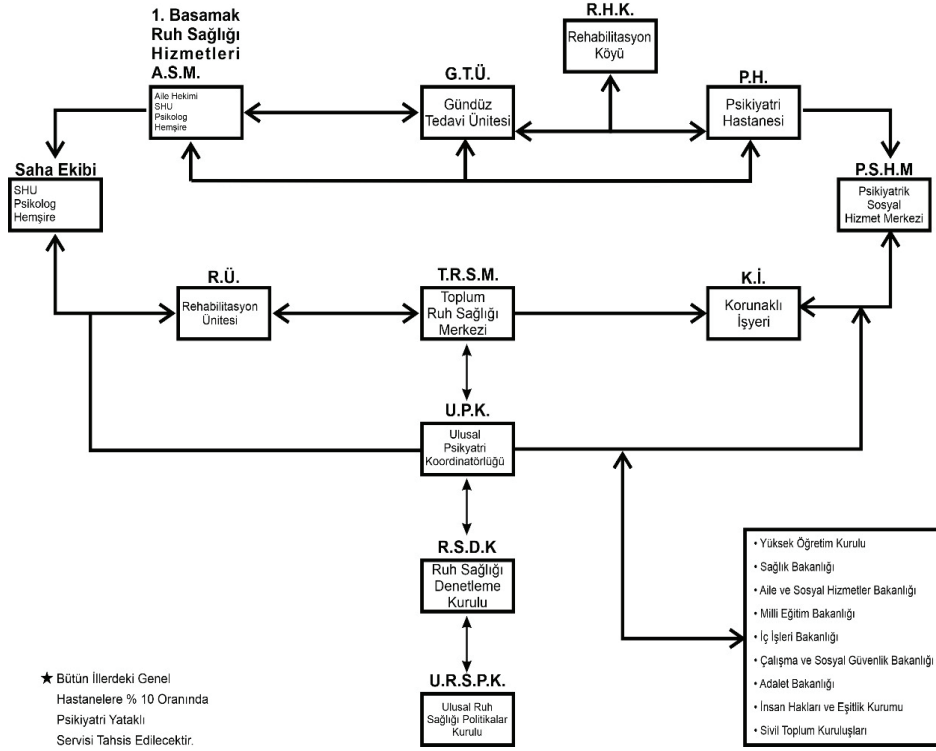 1. Basamak
Ruh Sağlığı
Hizmetleri
A.S.M.
Aile Hekimi
SHU
Psikolog
Hemşire
G.T.Ü.
Gündüz
Tedavi Ünitesi
R.H.K.
Rehabilitasyon
Köyü
P.H.
Psikiyatri
Hastanesi
Saha Ekibi
SHU
Psikolog
Hemşire
P.S.H.M
Psikiyatrik
Sosyal
Hizmet Merkezi
R.Ü.
Rehabilitasyon
Ünitesi
T.R.S.M.
Toplum
Ruh Sağlığı
Merkezi
K.İ.
Korunaklı
İşyeri
U.P.K.
Ulusal
Psikyatri
Koordinatörlüğü
R.S.D.K
Ruh Sağlığı
Denetleme
Kurulu
U.R.S.P.K.
Ulusal Ruh
Sağlığı Politikalar
Kurulu
• Yüksek Öğretim Kurulu
• Sağlık Bakanlığı
• Aile ve Sosyal Hizmetler Bakanlığı
• Milli Eğitim Bakanlığı
• İç İşleri Bakanlığı
• Çalışma ve Sosyal Güvenlik Bakanlığı
• Adalet Bakanlığı
• İnsan Hakları ve Eşitlik Kurumu
• Sivil Toplum Kuruluşları
★ Bütün İllerdeki Genel
Hastanelere % 10 Oranında
Psikiyatri Yataklı
Servisi Tahsis Edilecektir.